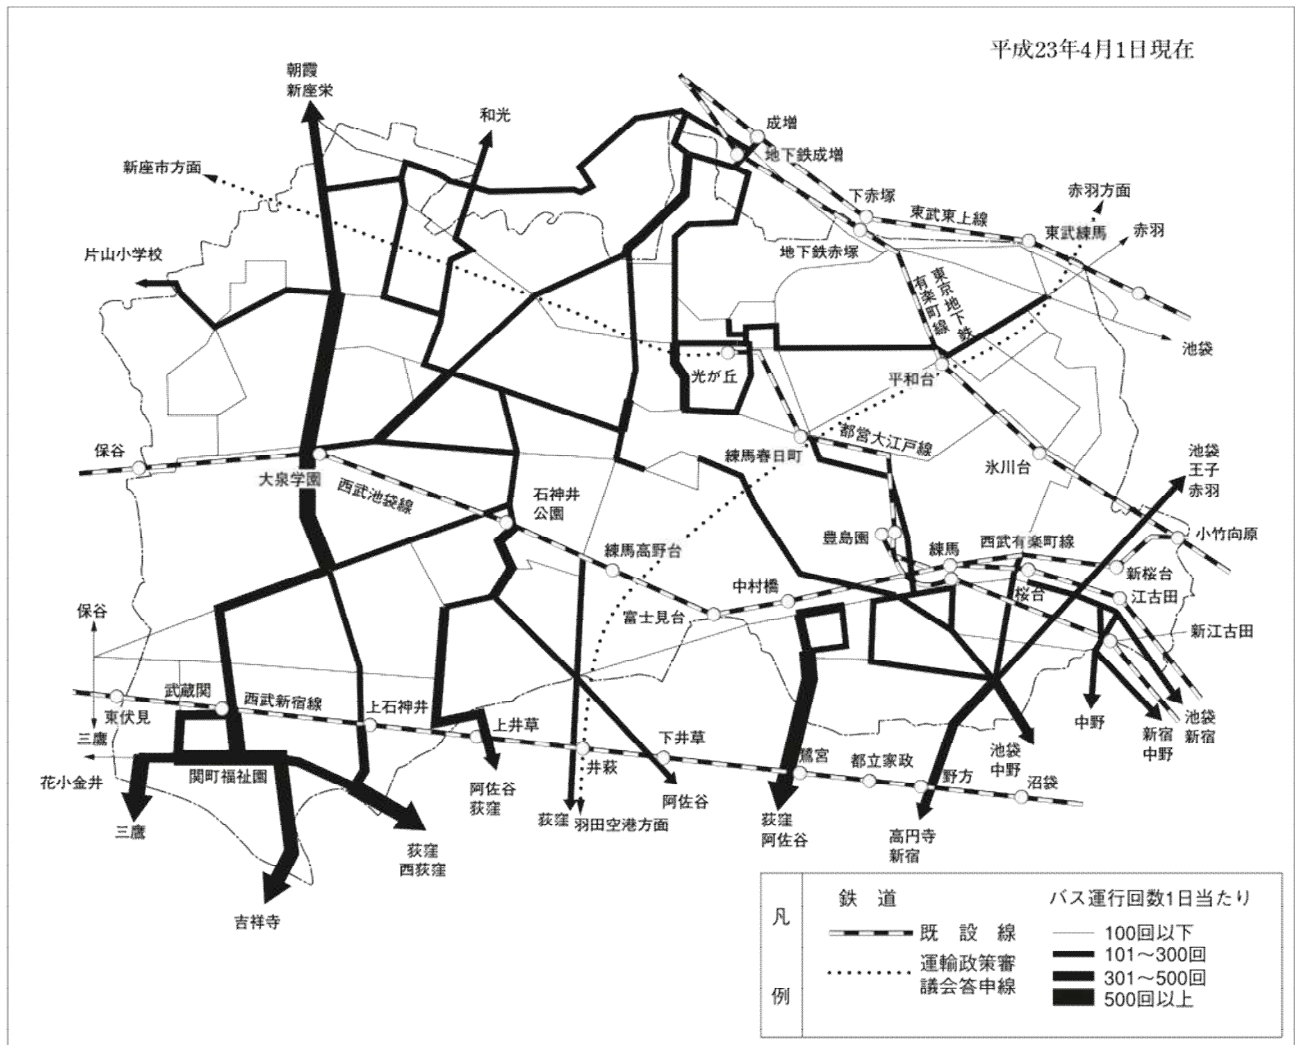 平成23年4月1日現在
朝霞
新座栄
和光
新座市方面
片山小学校
成増
地下鉄成増
下赤塚
東武東上線
赤羽方面
東武練馬
赤羽
地下鉄赤塚
東京地下鉄
有楽町線
池袋
光が丘
平和台
保谷
大泉学園
西武池袋線
石神井
公園
練馬春日町
都営大江戸線
氷川台
池袋
王子
赤羽
小竹向原
豊島園
練馬
西武有楽町線
新桜台
練馬高野台
中村橋
桜台
江古田
富士見台
新江古田
保谷
武蔵関
西武新宿線
上石神井
東伏見
三鷹
上井草
下井草
井荻
中野
新宿
中野
池袋
新宿
池袋
中野
花小金井
関町福祉園
鷺宮
都立家政
野方
沼袋
阿佐谷
荻窪
荻窪
羽田空港方面
阿佐谷
荻窪
阿佐谷
高円寺
新宿
三鷹
荻窪
西荻窪
吉祥寺
凡例
鉄道
バス運行回数1日当たり
既設線
運輸政策審
議会答申線
100回以下
101〜300回
301〜500回
500回以上